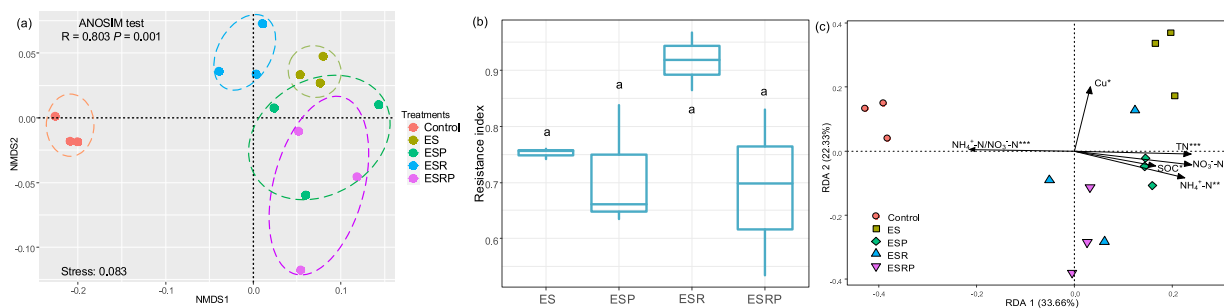 (a)
ANOSIM test
R = 0.803 P = 0.001
0.05
0.00
-0.05
-0.10
NMDS2
Stress: 0.083
-0.2
-0.1
0.0
0.1
NMDS1
Treatments
Control
ES
ESP
ESR
ESRP
(b)
Resistance index
0.9
0.8
0.7
0.6
a
a
a
a
ES
ESP
ESR
ESRP
(c)
RDA 2 (22.33%)
0.4
0.2
0.0
-0.2
-0.4
Cu*
NH₄⁺-N/NO₃⁻-N***
TN***
NO₃⁻-N
SOC*
NH₄⁺-N**
Control
ES
ESP
ESR
ESRP
-0.4
-0.2
0.0
0.2
RDA 1 (33.66%)